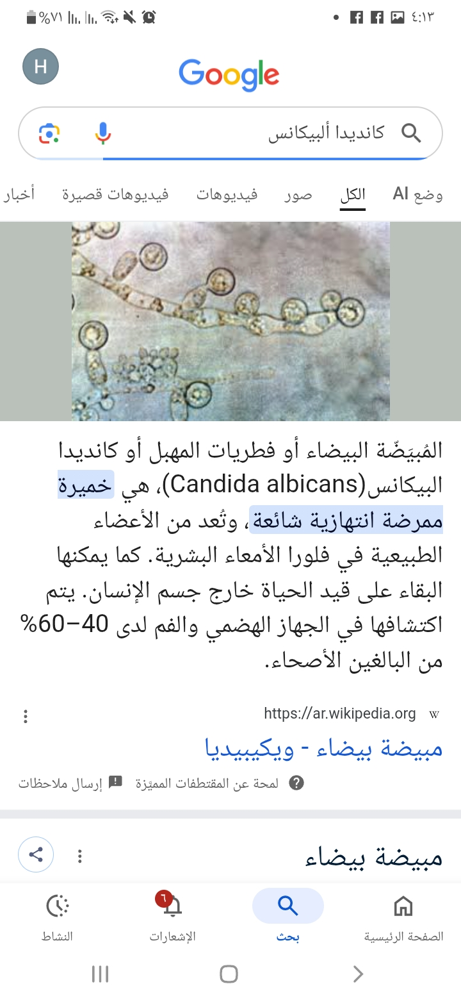 ٤:١٣
%٧١
H
Google
كانديدا ألبيكانس
وضع AI
الكل
صور
فيديوهات
فيديوهات قصيرة
أخبار
المُبيَضّة البيضاء أو فطريات المهبل أو كانديدا
البيكانس(Candida albicans)، هي خميرة
ممرضة انتهازية شائعة، وتُعد من الأعضاء
الطبيعية في فلورا الأمعاء البشرية. كما يمكنها
البقاء على قيد الحياة خارج جسم الإنسان. يتم
اكتشافها في الجهاز الهضمي والفم لدى 40–60%
من البالغين الأصحاء.
https://ar.wikipedia.org
W
مبيضة بيضاء - ويكيبيديا
لمحة عن المقتطفات المميَّزة
إرسال ملاحظات
مبيضة بيضاء
الصفحة الرئيسية
بحث
٦
الإشعارات
النشاط